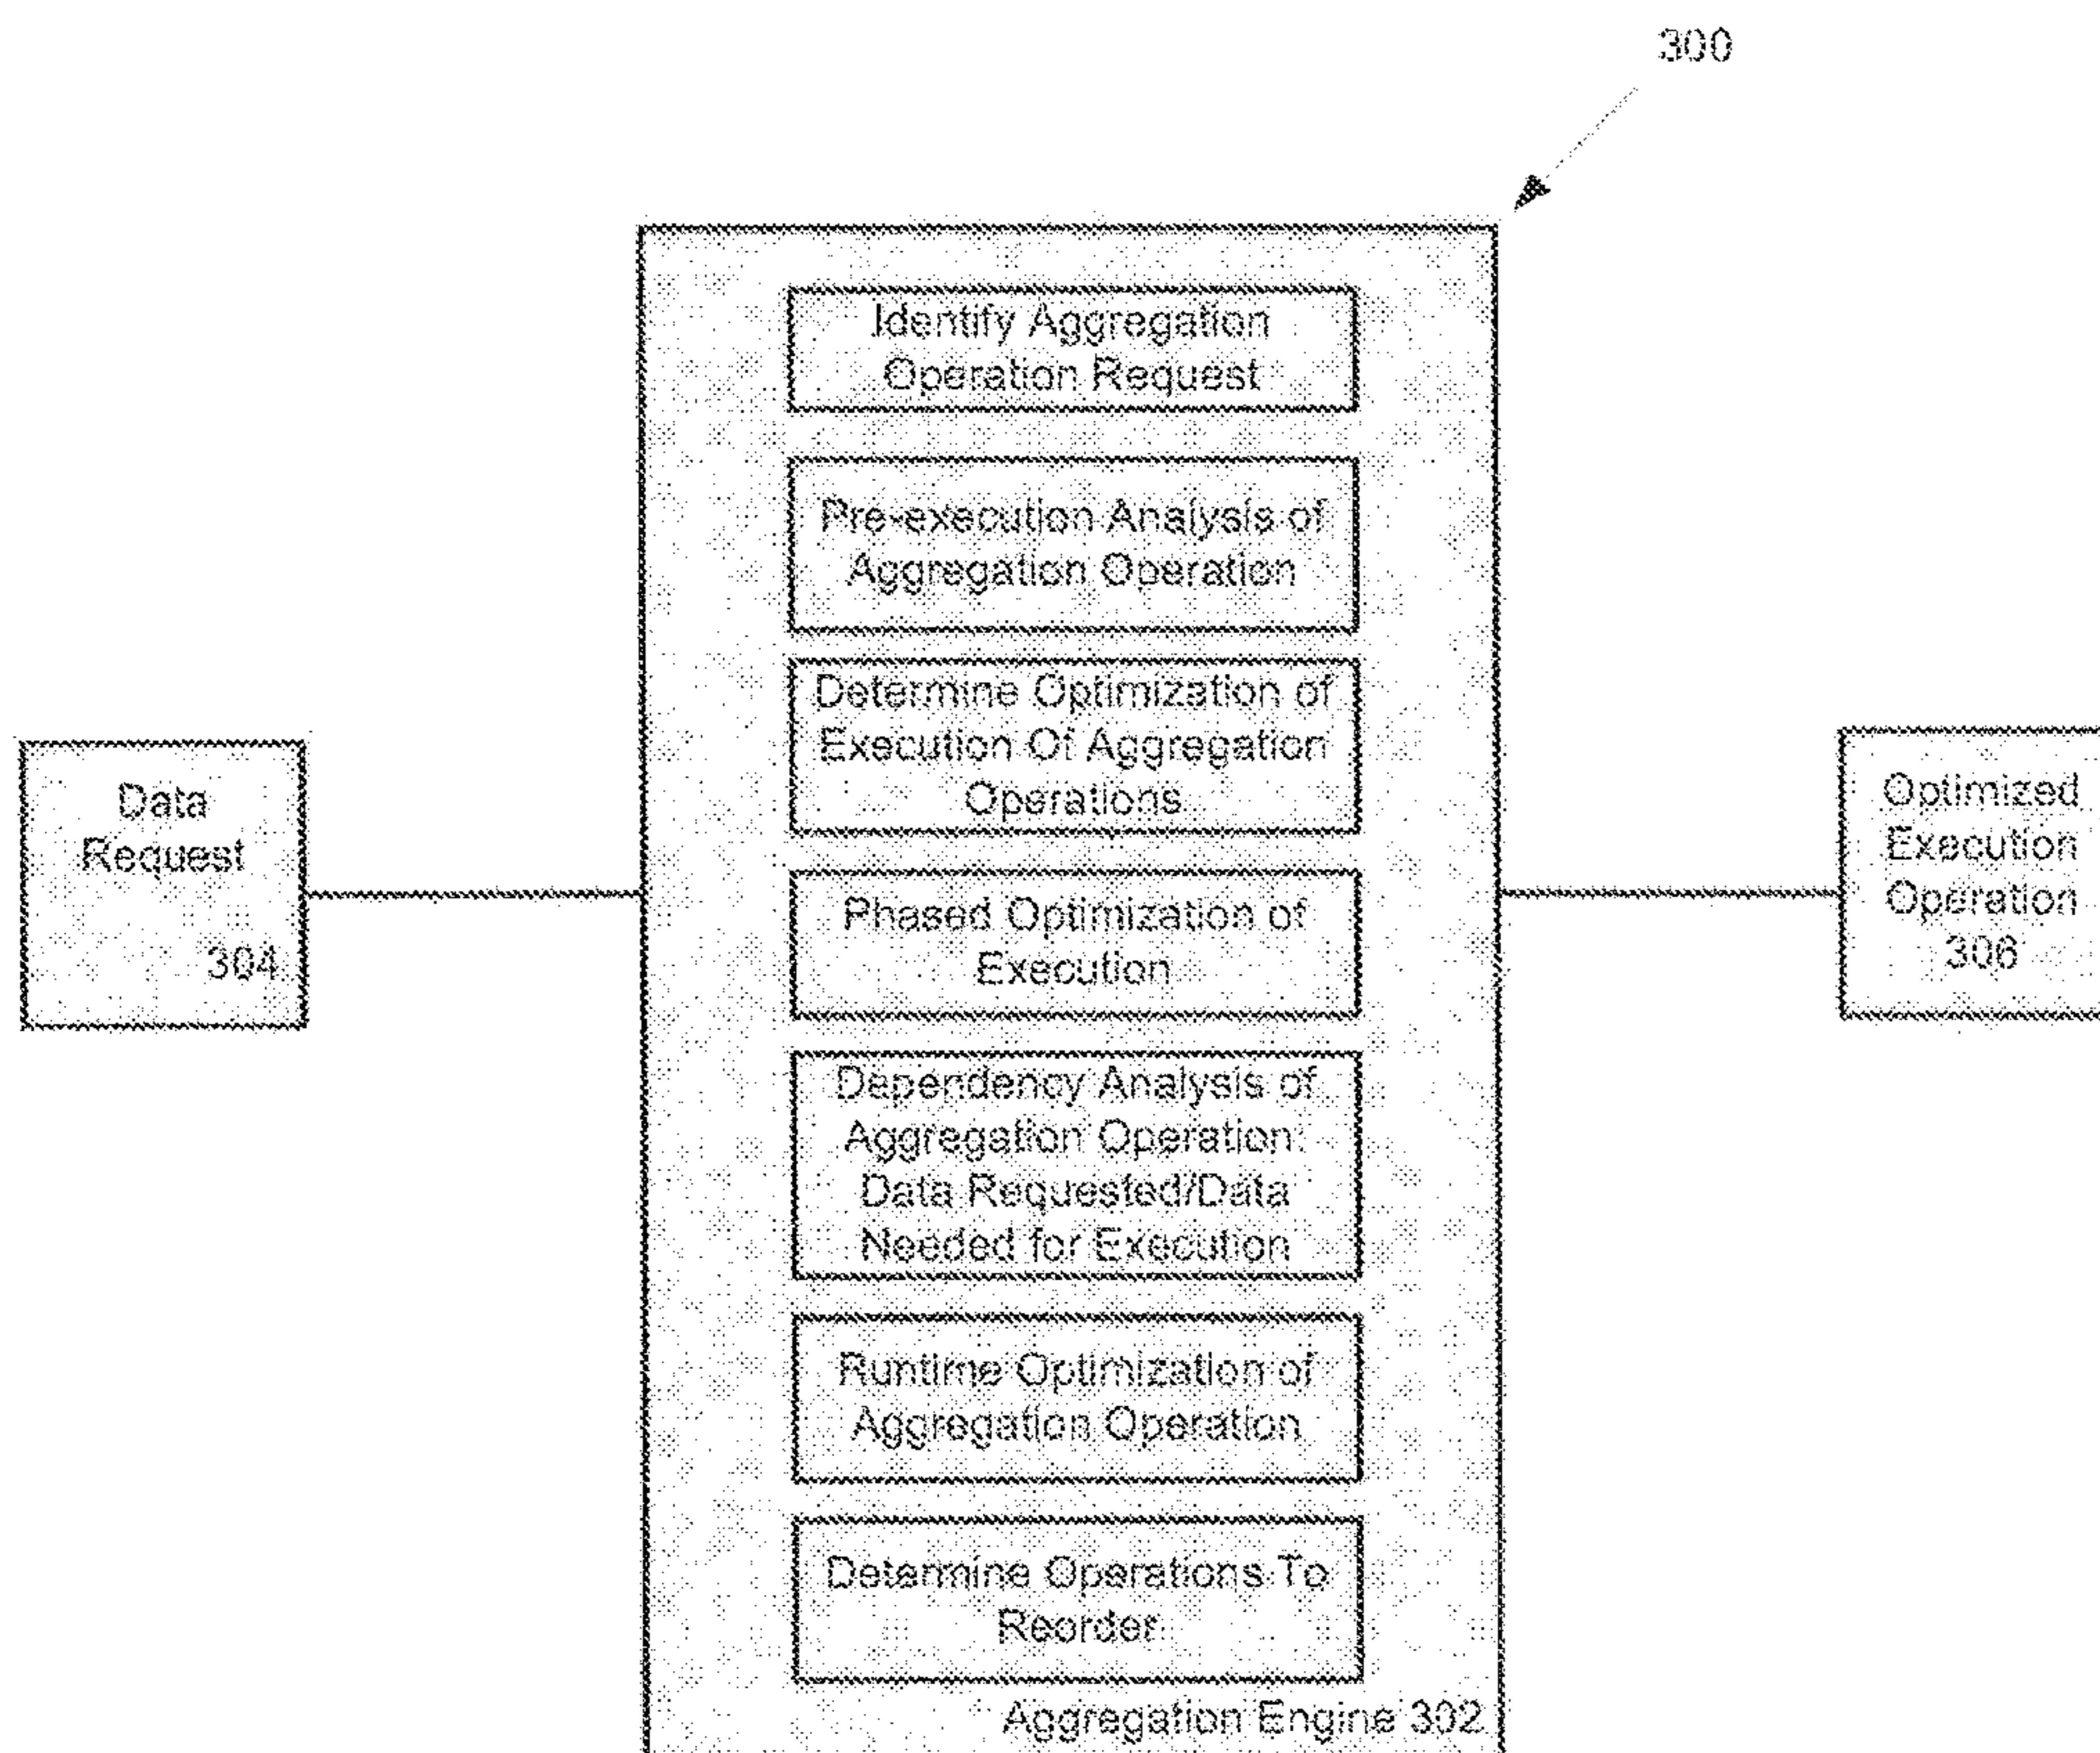 300
Identify Aggregation
Operation Request
Pre-execution Analysis of
Aggregation Operation
Determine Optimization of
Execution Of Aggregation
Operations
Phased Optimization of
Execution
Dependency Analysis of
Aggregation Operation:
Data Requested/Data
Needed for Execution
Runtime Optimization of
Aggregation Operation
Determine Operations To
Reorder
Aggregation Engine 302
Data
Request
304
Optimized
Execution
Operation
306